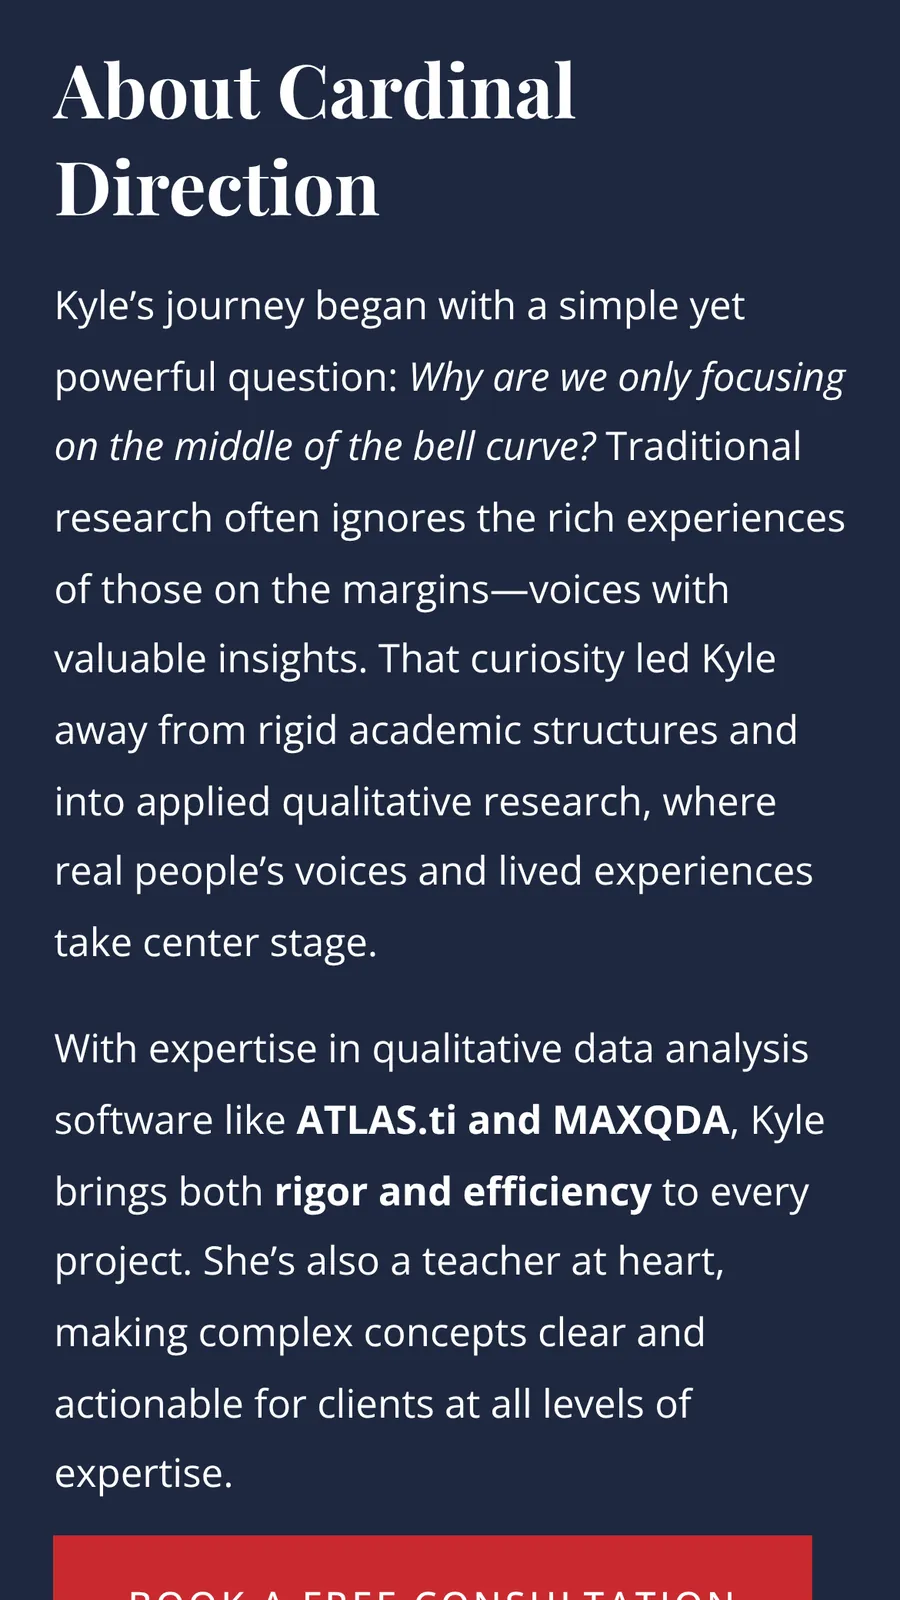 About Cardinal
Direction
Kyle’s journey began with a simple yet
powerful question: Why are we only focusing
on the middle of the bell curve? Traditional
research often ignores the rich experiences
of those on the margins—voices with
valuable insights. That curiosity led Kyle
away from rigid academic structures and
into applied qualitative research, where
real people’s voices and lived experiences
take center stage.
With expertise in qualitative data analysis
software like ATLAS.ti and MAXQDA, Kyle
brings both rigor and efficiency to every
project. She’s also a teacher at heart,
making complex concepts clear and
actionable for clients at all levels of
expertise.
BOOK A FREE CONSULTATION